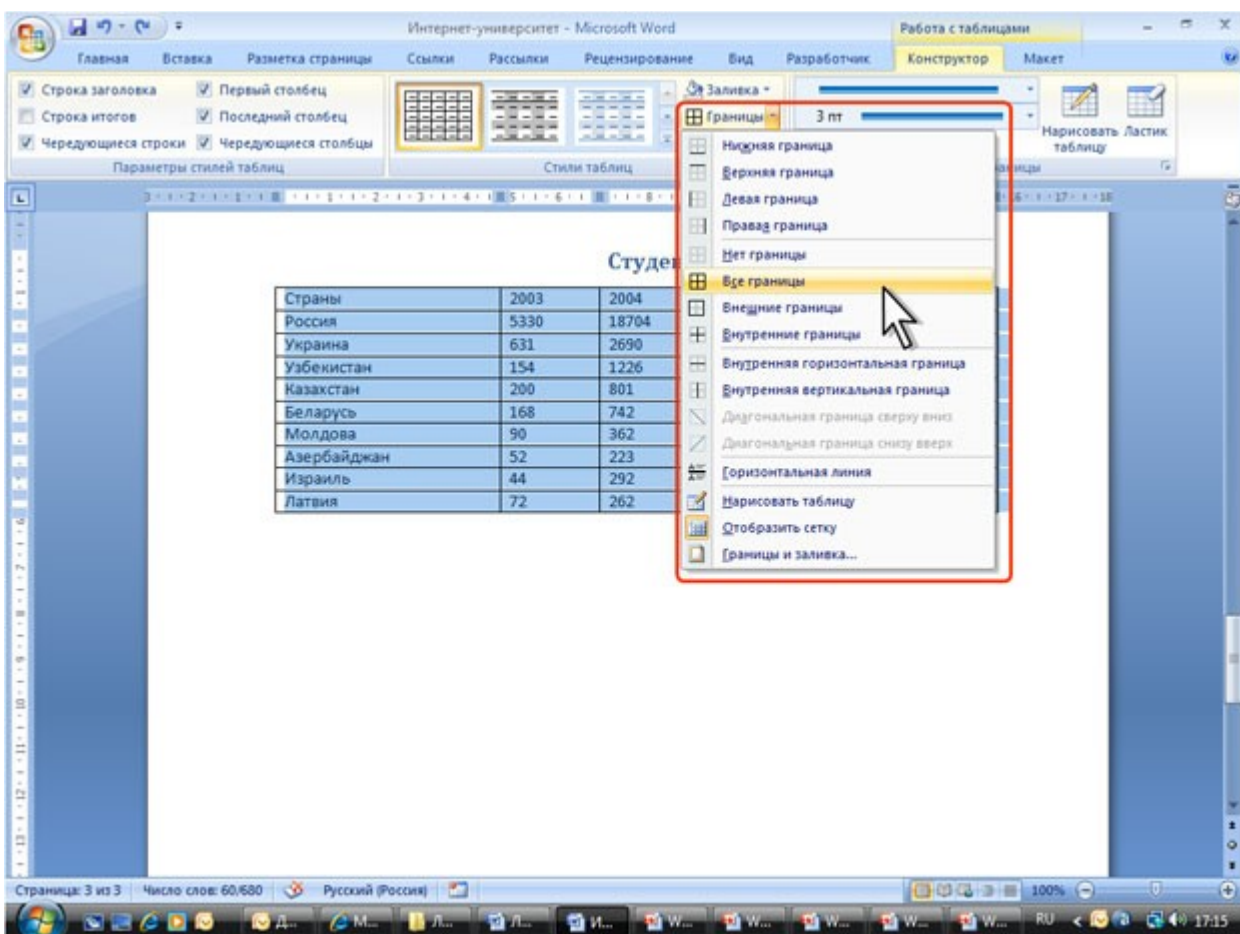 Интернет-университет - Microsoft Word
Работа с таблицами
Главная Вставка Разметка страницы Ссылки Рассылки Рецензирование Вид Разработчик Конструктор Макет
Строка заголовка
Первый столбец
Строка итогов
Последний столбец
Чередующиеся строки
Чередующиеся столбцы
Параметры стилей таблиц
Стили таблиц
Заливка
Границы
3 пт
Нарисовать таблицу
Ластик
Нижняя граница
Верхняя граница
Левая граница
Правая граница
Нет границы
Все границы
Внешние границы
Внутренние границы
Внутренняя горизонтальная граница
Внутренняя вертикальная граница
Диагональная граница сверху вниз
Диагональная граница снизу вверх
Горизонтальная линия
Нарисовать таблицу
Отобразить сетку
Границы и заливка...
Страны 2003 2004
Россия 5330 18704
Украина 631 2690
Узбекистан 154 1226
Казахстан 200 801
Беларусь 168 742
Молдова 90 362
Азербайджан 52 223
Израиль 44 292
Латвия 72 262
Страница: 3 из 3 Число слов: 60/680 Русский (Россия) 100%
Д... М... Л... Л... И... W... W... W... W... W... RU 17:15